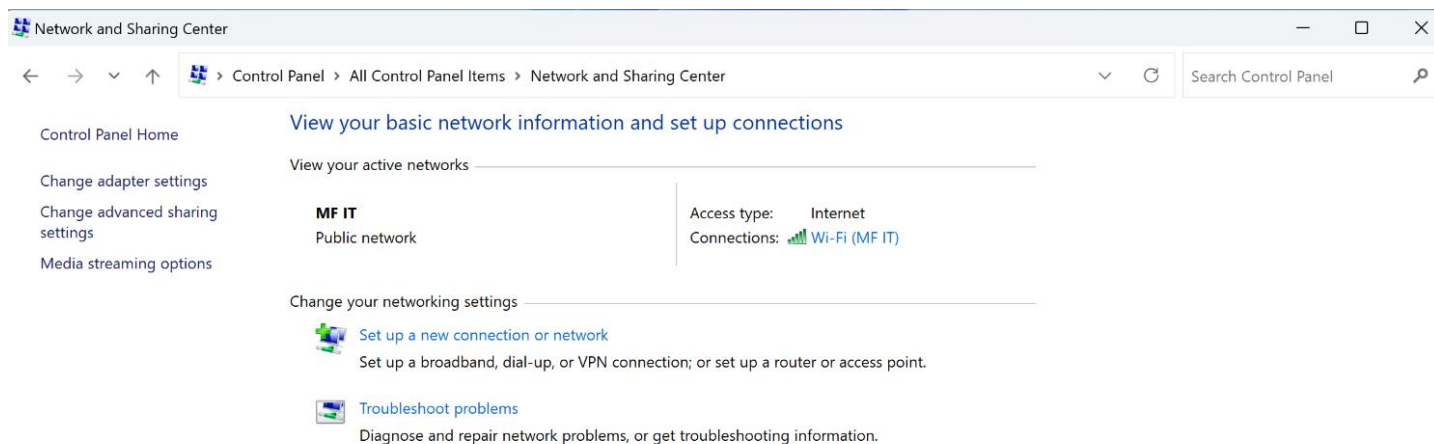 Network and Sharing Center
Control Panel > All Control Panel Items > Network and Sharing Center
Search Control Panel
Control Panel Home
Change adapter settings
Change advanced sharing
settings
Media streaming options
View your basic network information and set up connections
View your active networks
MF IT
Public network
Access type: Internet
Connections: Wi-Fi (MF IT)
Change your networking settings
Set up a new connection or network
Set up a broadband, dial-up, or VPN connection; or set up a router or access point.
Troubleshoot problems
Diagnose and repair network problems, or get troubleshooting information.